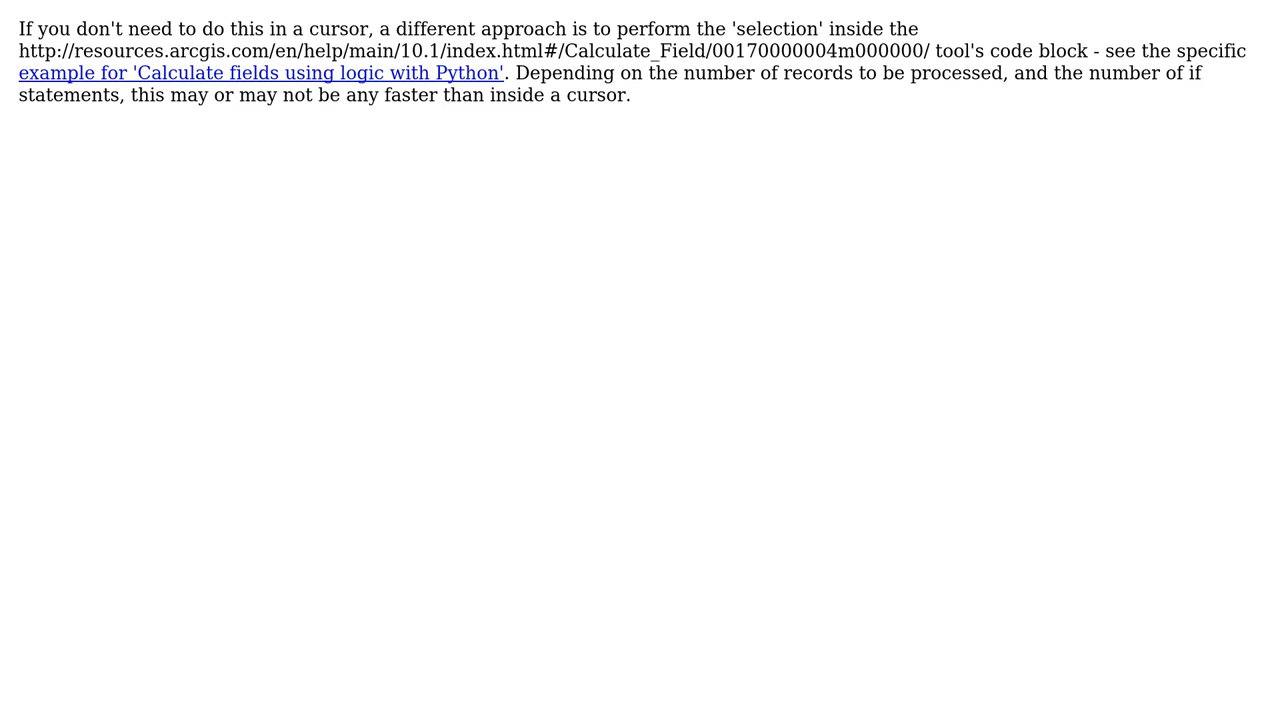 If you don't need to do this in a cursor, a different approach is to perform the 'selection' inside the
http://resources.arcgis.com/en/help/main/10.1/index.html#/Calculate_Field/00170000004m000000/ tool's code block - see the specific
example for 'Calculate fields using logic with Python'. Depending on the number of records to be processed, and the number of if
statements, this may or may not be any faster than inside a cursor.